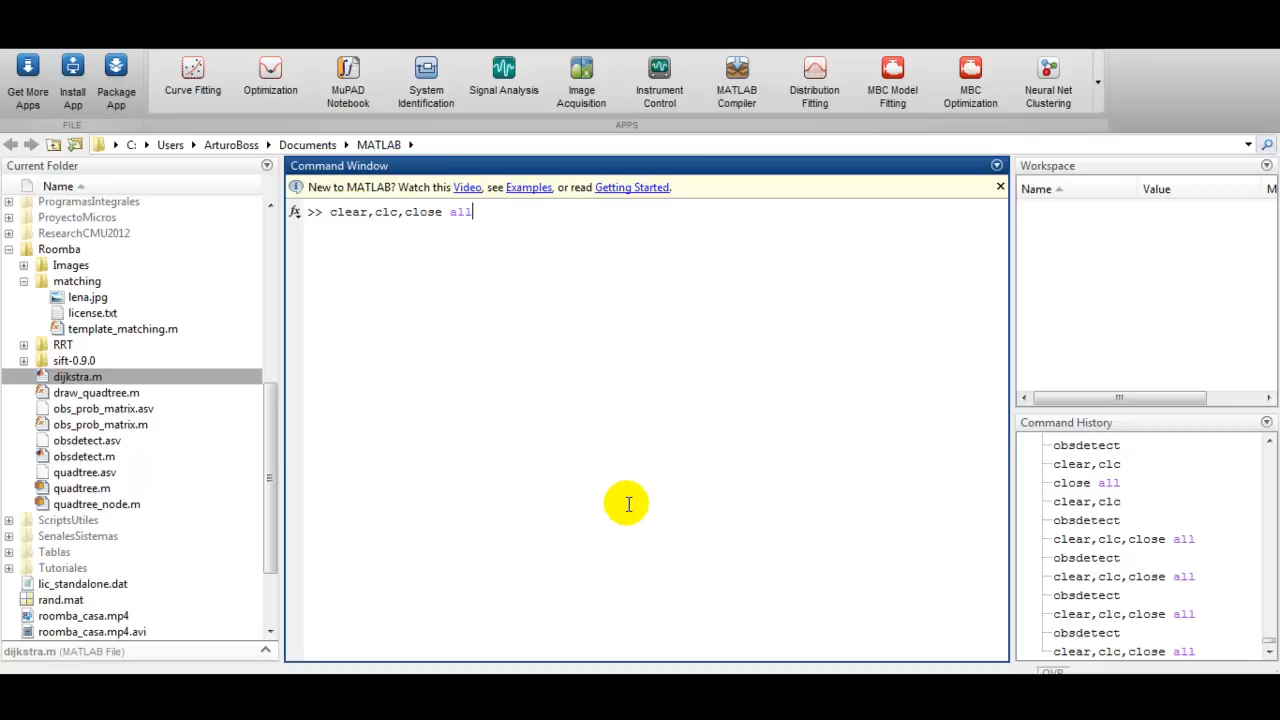 Get More Apps
Install App
Package App
Curve Fitting
Optimization
MuPAD Notebook
System Identification
Signal Analysis
Image Acquisition
Instrument Control
MATLAB Compiler
Distribution Fitting
MBC Model Fitting
MBC Optimization
Neural Net Clustering
FILE
APPS
C: Users ArturoBoss Documents MATLAB
Current Folder
Name
ProgramasIntegrales
ProyectoMicros
ResearchCMU2012
Roomba
Images
matching
lena.jpg
license.txt
template_matching.m
RRT
sift-0.9.0
dijkstra.m
draw_quadtree.m
obs_prob_matrix.asv
obs_prob_matrix.m
obsdetect.asv
obsdetect.m
quadtree.asv
quadtree.m
quadtree_node.m
ScriptsUtiles
SenalesSistemas
Tablas
Tutoriales
lic_standalone.dat
rand.mat
roomba_casa.mp4
roomba_casa.mp4.avi
dijkstra.m (MATLAB File)
Command Window
New to MATLAB? Watch this Video, see Examples, or read Getting Started.
fx >> clear,clc,close all
Workspace
Name Value M
Command History
obsdetect
clear,clc
close all
clear,clc
obsdetect
clear,clc,close all
obsdetect
clear,clc,close all
obsdetect
clear,clc,close all
obsdetect
clear,clc,close all
OVR